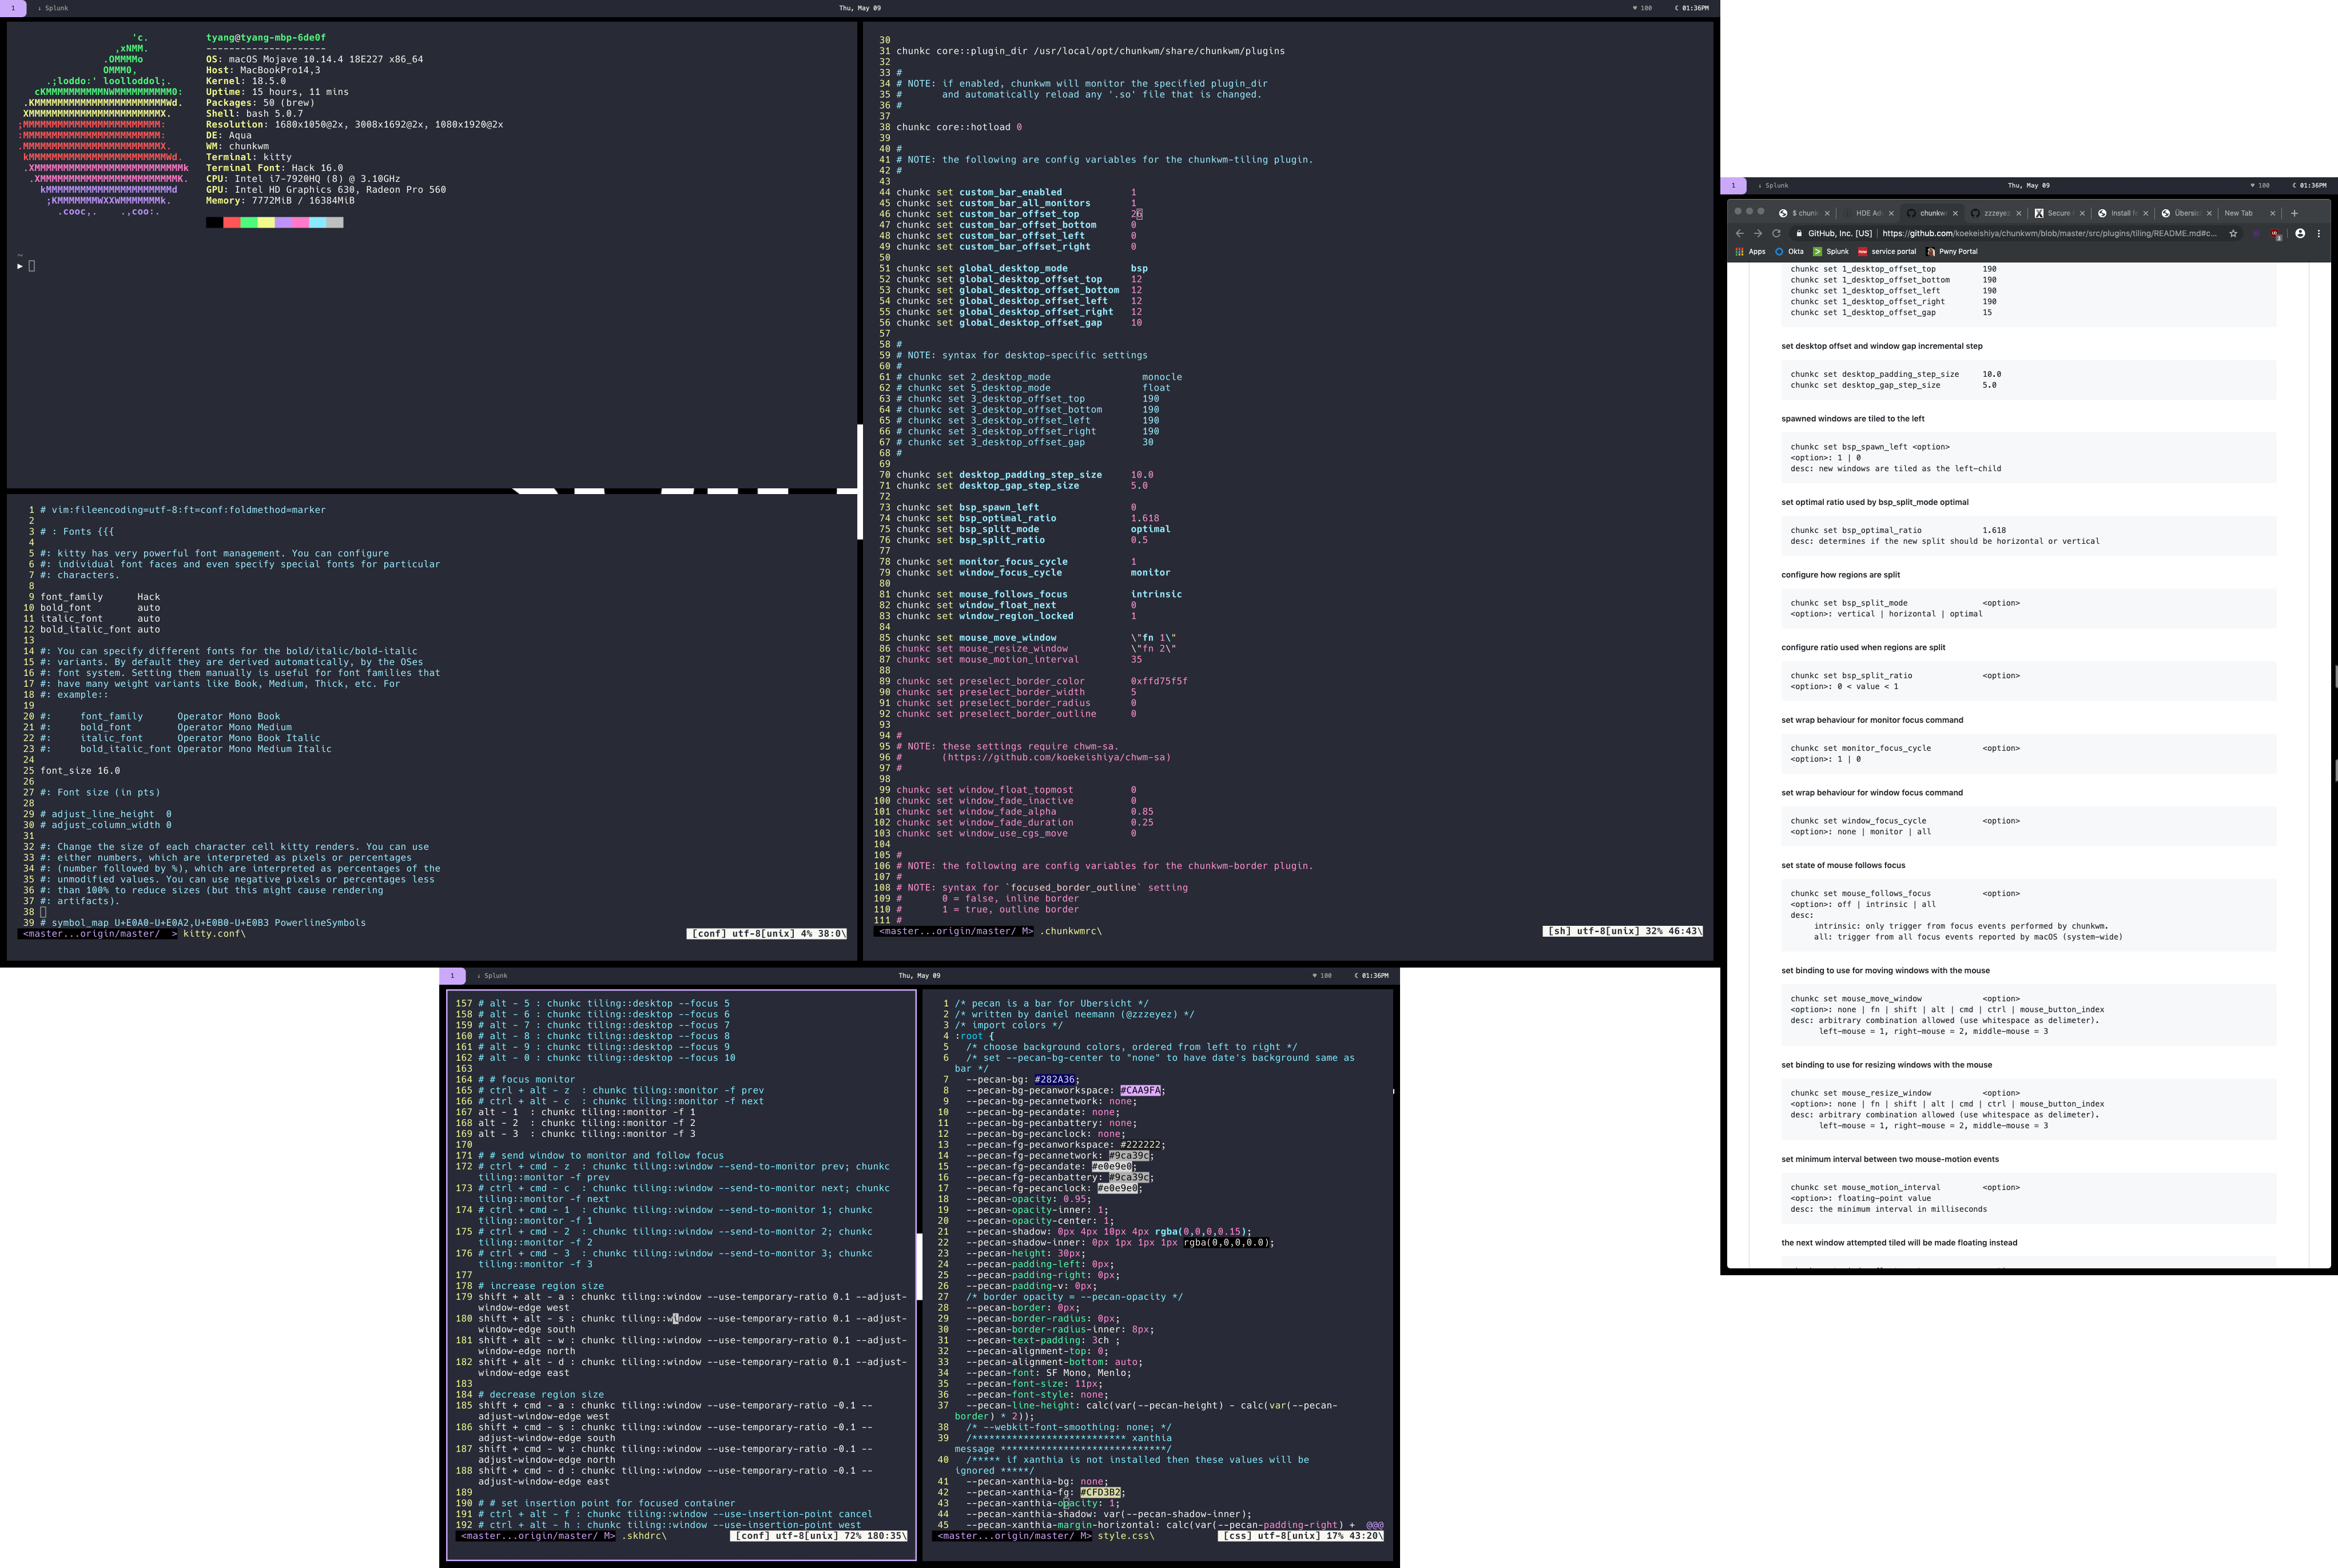 1 ↓ Splunk Thu, May 09 ♥ 100 ☾ 01:36PM
'c.
,xNMM.
.OMMMMo
OMMM0,
.;loddo:' loolloddol;.
cKMMMMMMMMMMNWMMMMMMMMMM0:
.KMMMMMMMMMMMMMMMMMMMMMMMWd.
XMMMMMMMMMMMMMMMMMMMMMMMX.
;MMMMMMMMMMMMMMMMMMMMMMMM:
:MMMMMMMMMMMMMMMMMMMMMMMM:
.MMMMMMMMMMMMMMMMMMMMMMMMX.
kMMMMMMMMMMMMMMMMMMMMMMMMWd.
.XMMMMMMMMMMMMMMMMMMMMMMMMMMk
.XMMMMMMMMMMMMMMMMMMMMMMMMK.
kMMMMMMMMMMMMMMMMMMMMMMd
;KMMMMMMMWXXWMMMMMMMk.
.cooc,. .,coo:.
tyang@tyang-mbp-6de0f
---------------------
OS: macOS Mojave 10.14.4 18E227 x86_64
Host: MacBookPro14,3
Kernel: 18.5.0
Uptime: 15 hours, 11 mins
Packages: 50 (brew)
Shell: bash 5.0.7
Resolution: 1680x1050@2x, 3008x1692@2x, 1080x1920@2x
DE: Aqua
WM: chunkwm
Terminal: kitty
Terminal Font: Hack 16.0
CPU: Intel i7-7920HQ (8) @ 3.10GHz
GPU: Intel HD Graphics 630, Radeon Pro 560
Memory: 7772MiB / 16384MiB
~
▶
1 # vim:fileencoding=utf-8:ft=conf:foldmethod=marker
2
3 # : Fonts {{{
4
5 #: kitty has very powerful font management. You can configure
6 #: individual font faces and even specify special fonts for particular
7 #: characters.
8
9 font_family      Hack
10 bold_font        auto
11 italic_font      auto
12 bold_italic_font auto
13
14 #: You can specify different fonts for the bold/italic/bold-italic
15 #: variants. By default they are derived automatically, by the OSes
16 #: font system. Setting them manually is useful for font families that
17 #: have many weight variants like Book, Medium, Thick, etc. For
18 #: example::
19
20 #:     font_family      Operator Mono Book
21 #:     bold_font        Operator Mono Medium
22 #:     italic_font      Operator Mono Book Italic
23 #:     bold_italic_font Operator Mono Medium Italic
24
25 font_size 16.0
26
27 #: Font size (in pts)
28
29 # adjust_line_height  0
30 # adjust_column_width 0
31
32 #: Change the size of each character cell kitty renders. You can use
33 #: either numbers, which are interpreted as pixels or percentages
34 #: (number followed by %), which are interpreted as percentages of the
35 #: unmodified values. You can use negative pixels or percentages less
36 #: than 100% to reduce sizes (but this might cause rendering
37 #: artifacts).
38
39 # symbol_map U+E0A0-U+E0A2,U+E0B0-U+E0B3 PowerlineSymbols
<master...origin/master/  > kitty.conf\ [conf] utf-8[unix] 4% 38:0\
30
31 chunkc core::plugin_dir /usr/local/opt/chunkwm/share/chunkwm/plugins
32
33 #
34 # NOTE: if enabled, chunkwm will monitor the specified plugin_dir
35 #       and automatically reload any '.so' file that is changed.
36 #
37
38 chunkc core::hotload 0
39
40 #
41 # NOTE: the following are config variables for the chunkwm-tiling plugin.
42 #
43
44 chunkc set custom_bar_enabled 1
45 chunkc set custom_bar_all_monitors 1
46 chunkc set custom_bar_offset_top 26
47 chunkc set custom_bar_offset_bottom 0
48 chunkc set custom_bar_offset_left 0
49 chunkc set custom_bar_offset_right 0
50
51 chunkc set global_desktop_mode bsp
52 chunkc set global_desktop_offset_top 12
53 chunkc set global_desktop_offset_bottom 12
54 chunkc set global_desktop_offset_left 12
55 chunkc set global_desktop_offset_right 12
56 chunkc set global_desktop_offset_gap 10
57
58 #
59 # NOTE: syntax for desktop-specific settings
60 #
61 # chunkc set 2_desktop_mode monocle
62 # chunkc set 5_desktop_mode float
63 # chunkc set 3_desktop_offset_top 190
64 # chunkc set 3_desktop_offset_bottom 190
65 # chunkc set 3_desktop_offset_left 190
66 # chunkc set 3_desktop_offset_right 190
67 # chunkc set 3_desktop_offset_gap 30
68 #
69
70 chunkc set desktop_padding_step_size 10.0
71 chunkc set desktop_gap_step_size 5.0
72
73 chunkc set bsp_spawn_left 0
74 chunkc set bsp_optimal_ratio 1.618
75 chunkc set bsp_split_mode optimal
76 chunkc set bsp_split_ratio 0.5
77
78 chunkc set monitor_focus_cycle 1
79 chunkc set window_focus_cycle monitor
80
81 chunkc set mouse_follows_focus intrinsic
82 chunkc set window_float_next 0
83 chunkc set window_region_locked 1
84
85 chunkc set mouse_move_window \"fn 1\"
86 chunkc set mouse_resize_window \"fn 2\"
87 chunkc set mouse_motion_interval 35
88
89 chunkc set preselect_border_color 0xffd75f5f
90 chunkc set preselect_border_width 5
91 chunkc set preselect_border_radius 0
92 chunkc set preselect_border_outline 0
93
94 #
95 # NOTE: these settings require chwm-sa.
96 #       (https://github.com/koekeishiya/chwm-sa)
97 #
98
99 chunkc set window_float_topmost 0
100 chunkc set window_fade_inactive 0
101 chunkc set window_fade_alpha 0.85
102 chunkc set window_fade_duration 0.25
103 chunkc set window_use_cgs_move 0
104
105 #
106 # NOTE: the following are config variables for the chunkwm-border plugin.
107 #
108 # NOTE: syntax for `focused_border_outline` setting
109 #       0 = false, inline border
110 #       1 = true, outline border
111 #
<master...origin/master/ M> .chunkwmrc\ [sh] utf-8[unix] 32% 46:43\
1 ↓ Splunk Thu, May 09 ♥ 100 ☾ 01:36PM
$ chunk HDE Ad chunkw zzzeyez Secure Install fo Übersic New Tab
GitHub, Inc. [US] | https://github.com/koekeishiya/chunkwm/blob/master/src/plugins/tiling/README.md#c...
Apps Okta Splunk service portal Pwny Portal
chunkc set 1_desktop_offset_top 190
chunkc set 1_desktop_offset_bottom 190
chunkc set 1_desktop_offset_left 190
chunkc set 1_desktop_offset_right 190
chunkc set 1_desktop_offset_gap 15
set desktop offset and window gap incremental step
chunkc set desktop_padding_step_size 10.0
chunkc set desktop_gap_step_size 5.0
spawned windows are tiled to the left
chunkc set bsp_spawn_left <option>
<option>: 1 | 0
desc: new windows are tiled as the left-child
set optimal ratio used by bsp_split_mode optimal
chunkc set bsp_optimal_ratio 1.618
desc: determines if the new split should be horizontal or vertical
configure how regions are split
chunkc set bsp_split_mode <option>
<option>: vertical | horizontal | optimal
configure ratio used when regions are split
chunkc set bsp_split_ratio <option>
<option>: 0 < value < 1
set wrap behaviour for monitor focus command
chunkc set monitor_focus_cycle <option>
<option>: 1 | 0
set wrap behaviour for window focus command
chunkc set window_focus_cycle <option>
<option>: none | monitor | all
set state of mouse follows focus
chunkc set mouse_follows_focus <option>
<option>: off | intrinsic | all
desc:
intrinsic: only trigger from focus events performed by chunkwm.
all: trigger from all focus events reported by macOS (system-wide)
set binding to use for moving windows with the mouse
chunkc set mouse_move_window <option>
<option>: none | fn | shift | alt | cmd | ctrl | mouse_button_index
desc: arbitrary combination allowed (use whitespace as delimeter).
left-mouse = 1, right-mouse = 2, middle-mouse = 3
set binding to use for resizing windows with the mouse
chunkc set mouse_resize_window <option>
<option>: none | fn | shift | alt | cmd | ctrl | mouse_button_index
desc: arbitrary combination allowed (use whitespace as delimeter).
left-mouse = 1, right-mouse = 2, middle-mouse = 3
set minimum interval between two mouse-motion events
chunkc set mouse_motion_interval <option>
<option>: floating-point value
desc: the minimum interval in milliseconds
the next window attempted tiled will be made floating instead
1 ↓ Splunk Thu, May 09 ♥ 100 ☾ 01:36PM
157 # alt - 5 : chunkc tiling::desktop --focus 5
158 # alt - 6 : chunkc tiling::desktop --focus 6
159 # alt - 7 : chunkc tiling::desktop --focus 7
160 # alt - 8 : chunkc tiling::desktop --focus 8
161 # alt - 9 : chunkc tiling::desktop --focus 9
162 # alt - 0 : chunkc tiling::desktop --focus 10
163
164 # # focus monitor
165 # ctrl + alt - z  : chunkc tiling::monitor -f prev
166 # ctrl + alt - c  : chunkc tiling::monitor -f next
167 alt - 1  : chunkc tiling::monitor -f 1
168 alt - 2  : chunkc tiling::monitor -f 2
169 alt - 3  : chunkc tiling::monitor -f 3
170
171 # # send window to monitor and follow focus
172 # ctrl + cmd - z  : chunkc tiling::window --send-to-monitor prev; chunkc
tiling::monitor -f prev
173 # ctrl + cmd - c  : chunkc tiling::window --send-to-monitor next; chunkc
tiling::monitor -f next
174 # ctrl + cmd - 1  : chunkc tiling::window --send-to-monitor 1; chunkc
tiling::monitor -f 1
175 # ctrl + cmd - 2  : chunkc tiling::window --send-to-monitor 2; chunkc
tiling::monitor -f 2
176 # ctrl + cmd - 3  : chunkc tiling::window --send-to-monitor 3; chunkc
tiling::monitor -f 3
177
178 # increase region size
179 shift + alt - a : chunkc tiling::window --use-temporary-ratio 0.1 --adjust-
window-edge west
180 shift + alt - s : chunkc tiling::window --use-temporary-ratio 0.1 --adjust-
window-edge south
181 shift + alt - w : chunkc tiling::window --use-temporary-ratio 0.1 --adjust-
window-edge north
182 shift + alt - d : chunkc tiling::window --use-temporary-ratio 0.1 --adjust-
window-edge east
183
184 # decrease region size
185 shift + cmd - a : chunkc tiling::window --use-temporary-ratio -0.1 --
adjust-window-edge west
186 shift + cmd - s : chunkc tiling::window --use-temporary-ratio -0.1 --
adjust-window-edge south
187 shift + cmd - w : chunkc tiling::window --use-temporary-ratio -0.1 --
adjust-window-edge north
188 shift + cmd - d : chunkc tiling::window --use-temporary-ratio -0.1 --
adjust-window-edge east
189
190 # # set insertion point for focused container
191 # ctrl + alt - f : chunkc tiling::window --use-insertion-point cancel
192 # ctrl + alt - h : chunkc tiling::window --use-insertion-point west
<master...origin/master/ M> .skhdrc\ [conf] utf-8[unix] 72% 180:35\
1 /* pecan is a bar for Übersicht */
2 /* written by daniel neemann (@zzzeyez) */
3 /* import colors */
4 :root {
5   /* choose background colors, ordered from left to right */
6   /* set --pecan-bg-center to "none" to have date's background same as
bar */
7   --pecan-bg: #282A36;
8   --pecan-bg-pecanworkspace: #CAA9FA;
9   --pecan-bg-pecannetwork: none;
10   --pecan-bg-pecandate: none;
11   --pecan-bg-pecanbattery: none;
12   --pecan-bg-pecanclock: none;
13   --pecan-fg-pecanworkspace: #222222;
14   --pecan-fg-pecannetwork: #9ca39c;
15   --pecan-fg-pecandate: #e0e9e0;
16   --pecan-fg-pecanbattery: #9ca39c;
17   --pecan-fg-pecanclock: #e0e9e0;
18   --pecan-opacity: 0.95;
19   --pecan-opacity-inner: 1;
20   --pecan-opacity-center: 1;
21   --pecan-shadow: 0px 4px 10px 4px rgba(0,0,0,0.15);
22   --pecan-shadow-inner: 0px 1px 1px 1px rgba(0,0,0,0.0);
23   --pecan-height: 30px;
24   --pecan-padding-left: 0px;
25   --pecan-padding-right: 0px;
26   --pecan-padding-v: 0px;
27   /* border opacity = --pecan-opacity */
28   --pecan-border: 0px;
29   --pecan-border-radius: 0px;
30   --pecan-border-radius-inner: 8px;
31   --pecan-text-padding: 3ch ;
32   --pecan-alignment-top: 0;
33   --pecan-alignment-bottom: auto;
34   --pecan-font: SF Mono, Menlo;
35   --pecan-font-size: 11px;
36   --pecan-font-style: none;
37   --pecan-line-height: calc(var(--pecan-height) - calc(var(--pecan-
border) * 2));
38   /* --webkit-font-smoothing: none; */
39   /*************************** xanthia
message *****************************/
40   /***** if xanthia is not installed then these values will be
ignored *****/
41   --pecan-xanthia-bg: none;
42   --pecan-xanthia-fg: #CFD3B2;
43   --pecan-xanthia-opacity: 1;
44   --pecan-xanthia-shadow: var(--pecan-shadow-inner);
45   --pecan-xanthia-margin-horizontal: calc(var(--pecan-padding-right) +  @@@
<master...origin/master/ M> style.css\ [css] utf-8[unix] 17% 43:20\